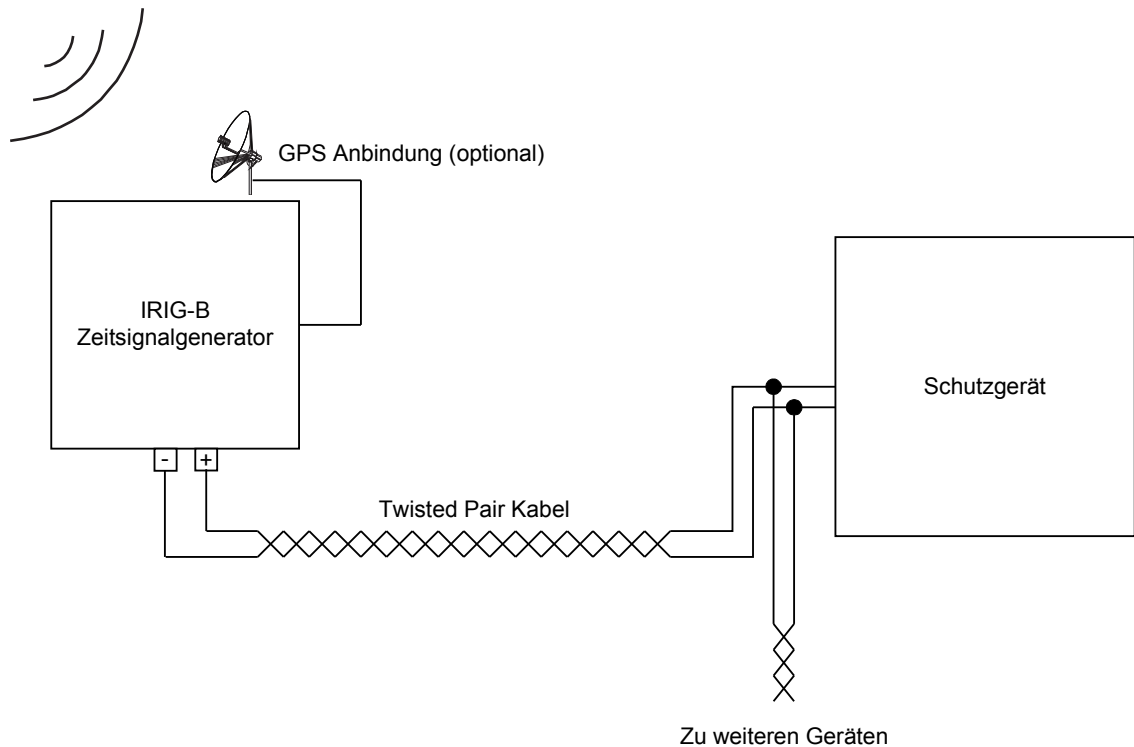 GPS Anbindung (optional)
IRIG-B
Zeitsignalgenerator
Schutzgerät
- +
Twisted Pair Kabel
Zu weiteren Geräten